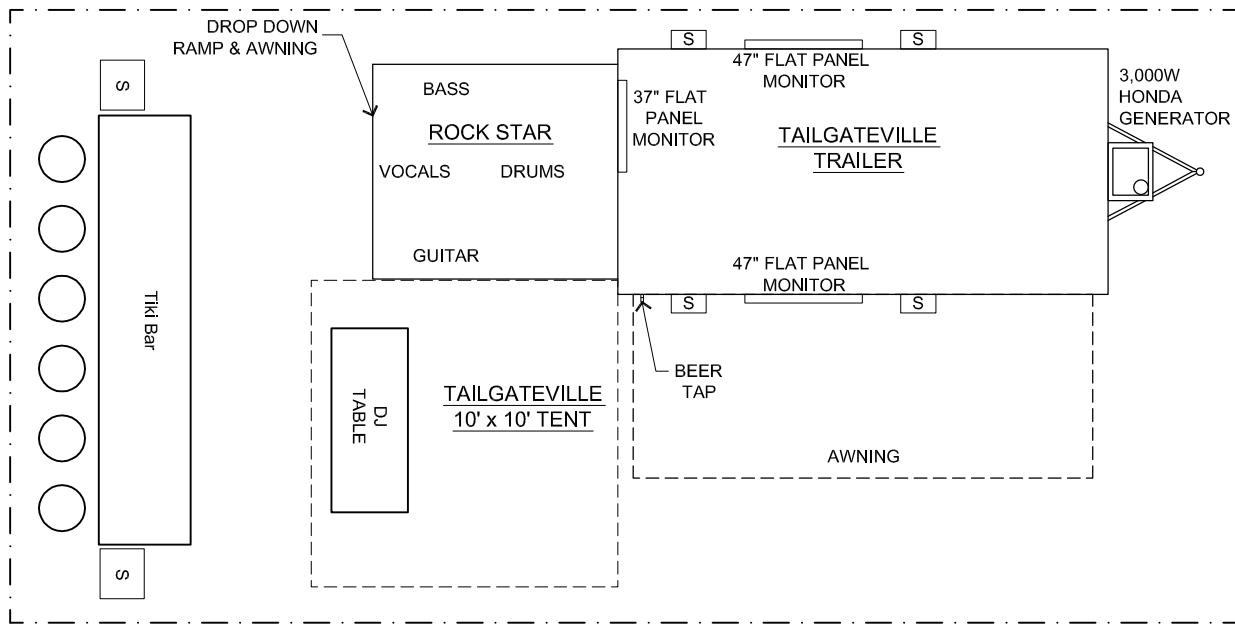 DROP DOWN
RAMP & AWNING
S
S
47" FLAT PANEL
MONITOR
3,000W
HONDA
GENERATOR
S
BASS
37" FLAT
PANEL
MONITOR
ROCK STAR
TAILGATEVILLE
TRAILER
VOCALS
DRUMS
GUITAR
47" FLAT PANEL
MONITOR
S
S
Tiki Bar
BEER
TAP
TAILGATEVILLE
10' x 10' TENT
DJ
TABLE
AWNING
S